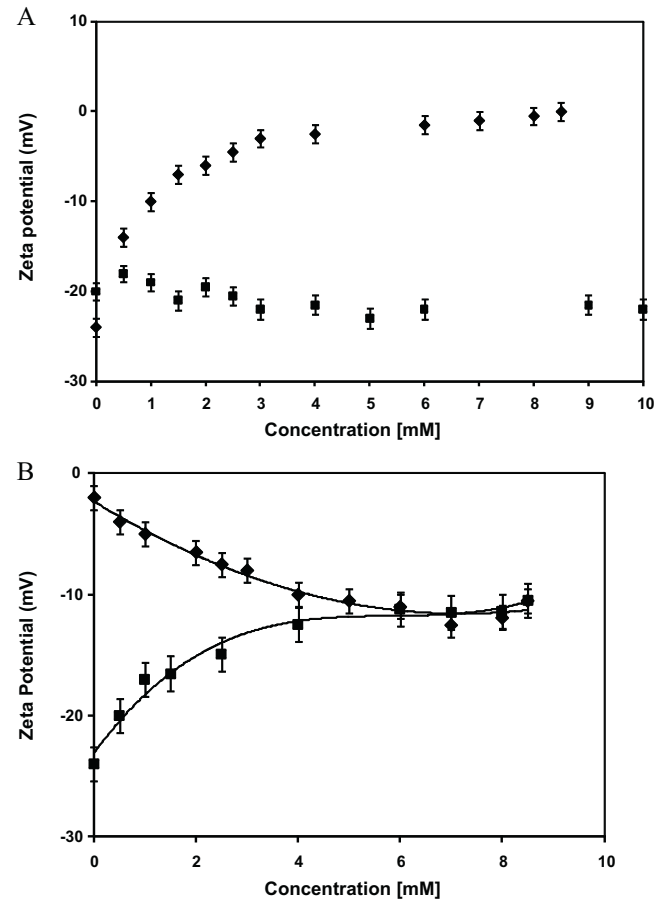 A
10
0
-10
-20
-30
Zeta potential (mV)
0 1 2 3 4 5 6 7 8 9 10
Concentration [mM]
B
0
-10
-20
-30
Zeta Potential (mV)
0 2 4 6 8 10
Concentration [mM]